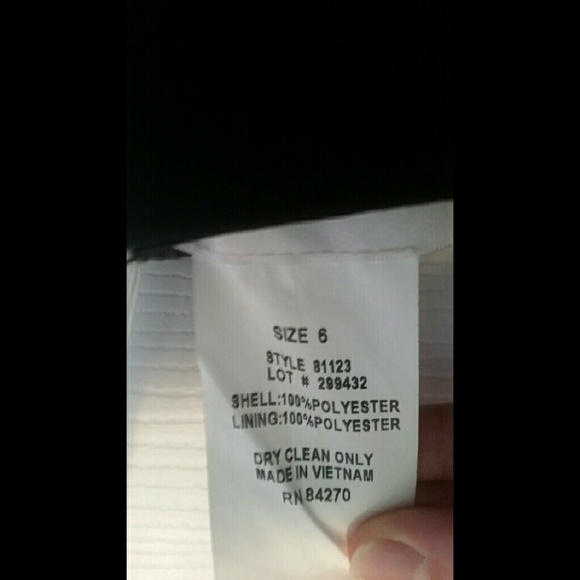 SIZE 6
STYLE 81123
LOT # 299432
SHELL:100%POLYESTER
LINING:100%POLYESTER
DRY CLEAN ONLY
MADE IN VIETNAM
RN 84270